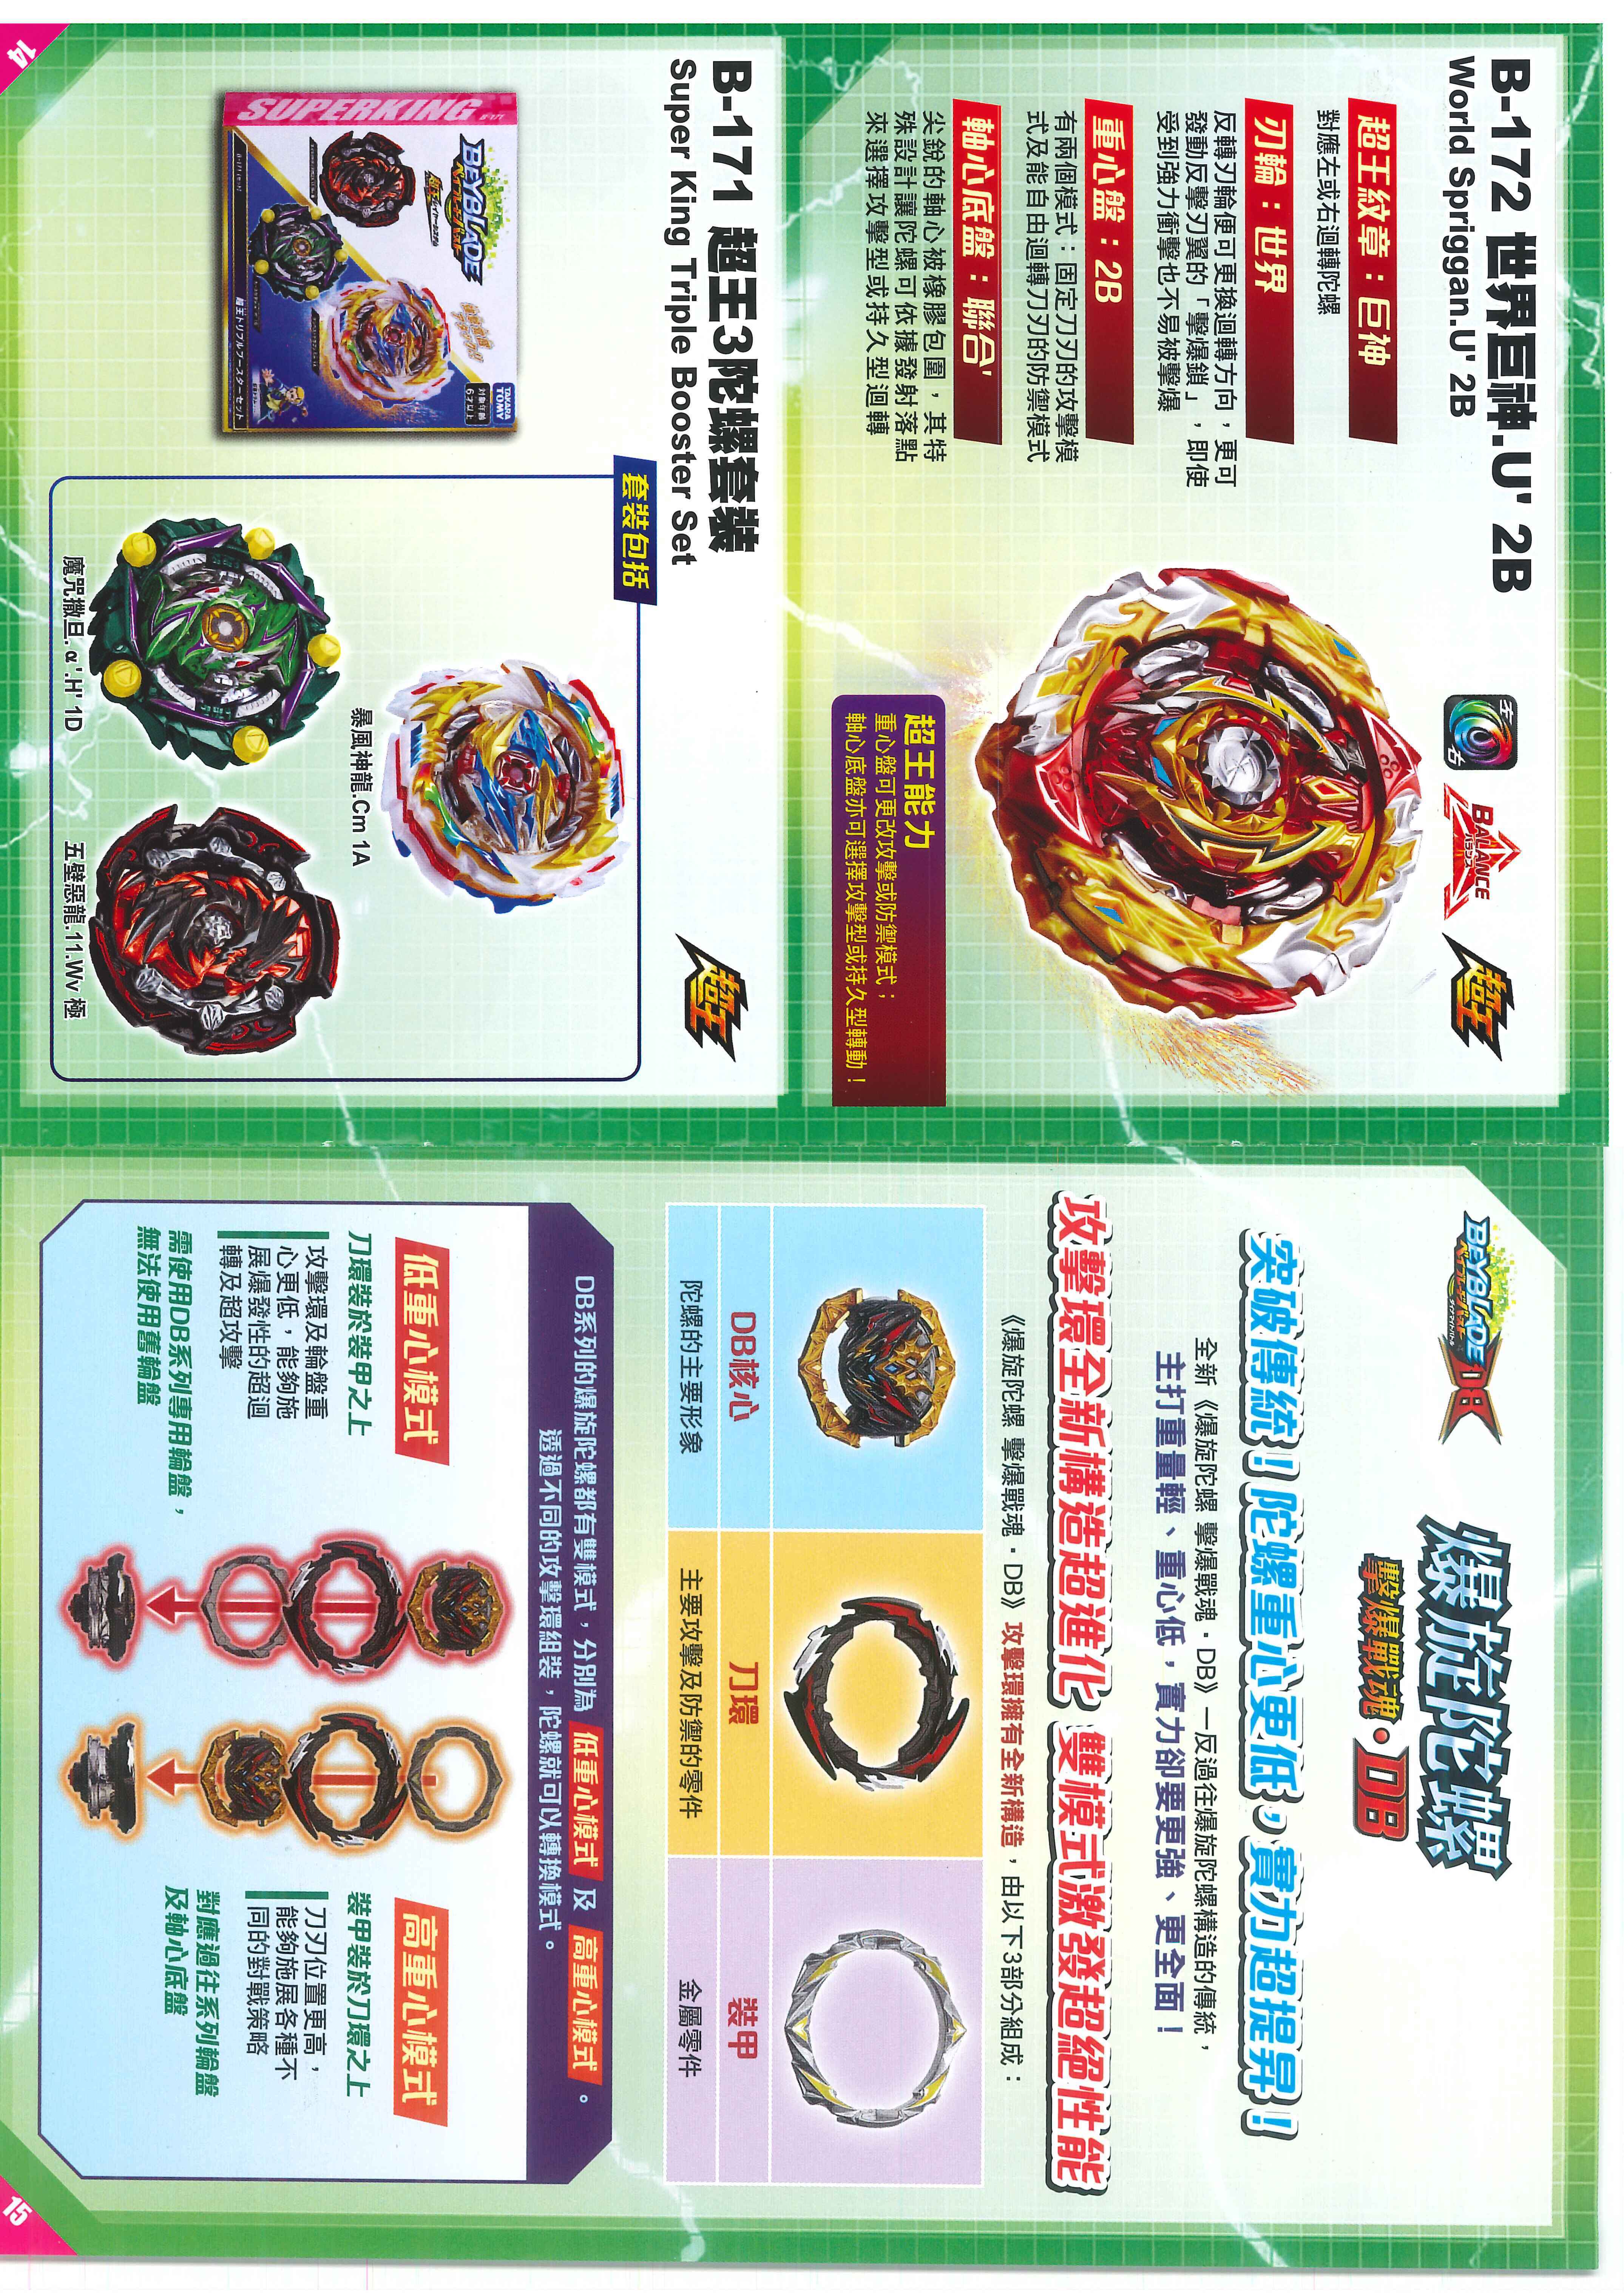 B-172 世界巨神.U' 2B
World Spriggan.U' 2B
左
右
BALANCE
バランス
超王
超王紋章：巨神
對應左或右迴轉陀螺
刃輪：世界
反轉刃輪便可更換迴轉方向，更可
發動反擊刃翼的「擊爆鎖」，即使
受到強力衝擊也不易被擊爆
重心盤：2B
有兩個模式：固定刀刃的攻擊模
式及能自由迴轉刀刃的防禦模式
軸心底盤：聯合'
尖銳的軸心被橡膠包圍，其特
殊設計讓陀螺可依據發射落點
來選擇攻擊型或持久型迴轉
超王能力
重心盤可更改攻擊或防禦模式；
軸心底盤亦可選擇攻擊型或持久型轉動！
B-171 超王3陀螺套裝
Super King Triple Booster Set
超王
套裝包括
暴風神龍.Cm 1A
魔咒撒旦.α'.H' 1D
五壁惡龍.11.Wv 極
SUPERKING
BEYBLADE
ベイブレードバースト
超王レイヤーシステム
TAKARA
TOMY
対象年齢
6才以上
超王トリプルブースターセット
14
BEYBLADE DB
ベイブレードバースト
ダイナマイトバトル
爆旋陀螺
擊爆戰魂・DB
突破傳統！陀螺重心更低，實力超提昇！
全新《爆旋陀螺 擊爆戰魂・DB》一反過往爆旋陀螺構造的傳統，
主打重量輕、重心低，實力卻要更強、更全面！
攻擊環全新構造超進化 雙模式激發超絕性能
《爆旋陀螺 擊爆戰魂・DB》攻擊環擁有全新構造，由以下3部分組成：
DB核心
刀環
裝甲
陀螺的主要形象
主要攻擊及防禦的零件
金屬零件
DB系列的爆旋陀螺都有雙模式，分別為 低重心模式 及 高重心模式 。
透過不同的攻擊環組裝，陀螺就可以轉換模式。
低重心模式
刀環裝於裝甲之上
攻擊環及輪盤重
心更低，能夠施
展爆發性的超迴
轉及超攻擊
需使用DB系列專用輪盤，
無法使用舊輪盤
高重心模式
裝甲裝於刀環之上
刀刃位置更高，
能夠施展各種不
同的對戰策略
對應過往系列輪盤
及軸心底盤
15